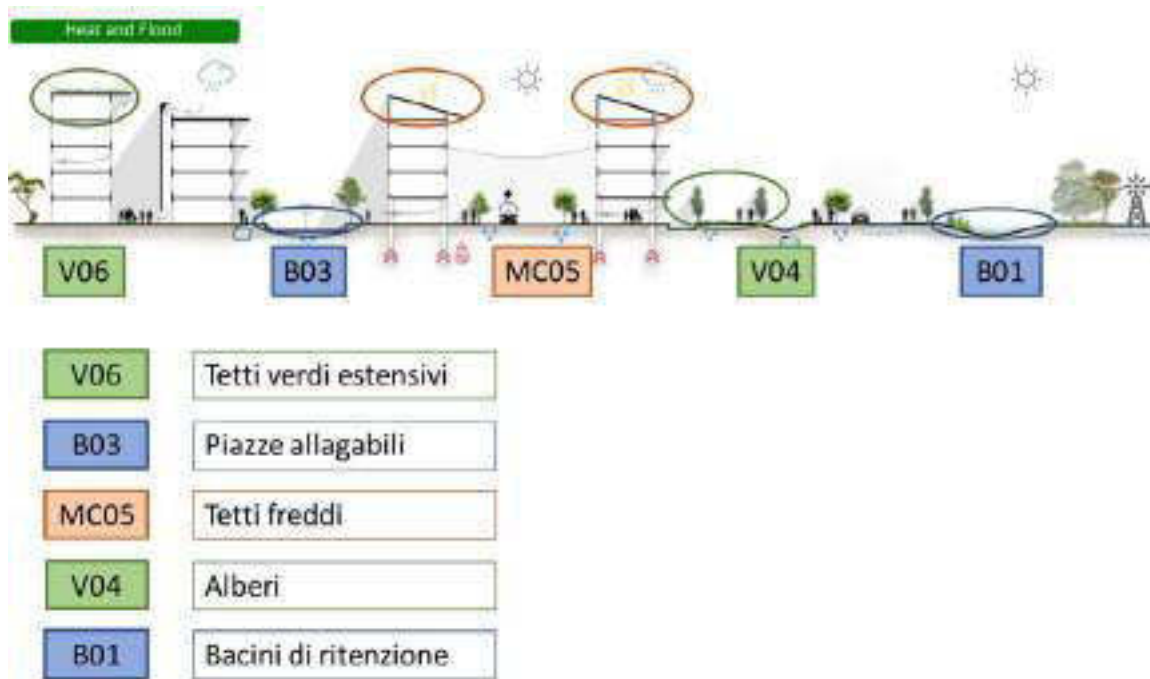 Heat and Flood
V06
B03
MC05
V04
B01
V06 Tetti verdi estensivi
B03 Piazze allagabili
MC05 Tetti freddi
V04 Alberi
B01 Bacini di ritenzione